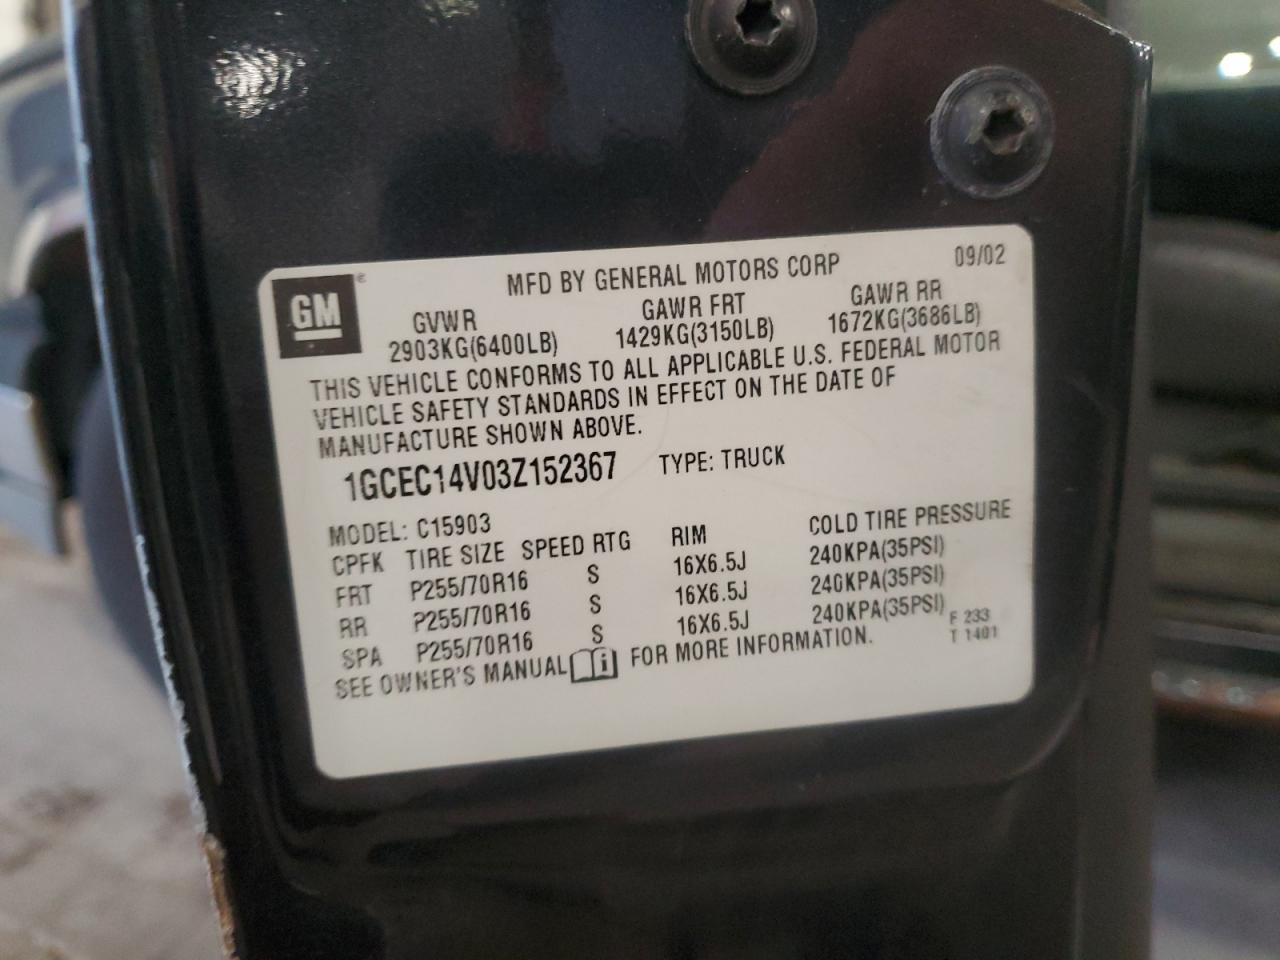 GM®
MFD BY GENERAL MOTORS CORP 09/02
GVWR GAWR FRT GAWR RR
2903KG(6400LB) 1429KG(3150LB) 1672KG(3686LB)
THIS VEHICLE CONFORMS TO ALL APPLICABLE U.S. FEDERAL MOTOR
VEHICLE SAFETY STANDARDS IN EFFECT ON THE DATE OF
MANUFACTURE SHOWN ABOVE.
1GCEC14V03Z152367 TYPE: TRUCK
MODEL: C15903
CPFK TIRE SIZE SPEED RTG RIM COLD TIRE PRESSURE
FRT P255/70R16 S 16X6.5J 240KPA(35PSI)
RR P255/70R16 S 16X6.5J 240KPA(35PSI)
SPA P255/70R16 S 16X6.5J 240KPA(35PSI)
SEE OWNER'S MANUAL i FOR MORE INFORMATION.
F 233
T 1401